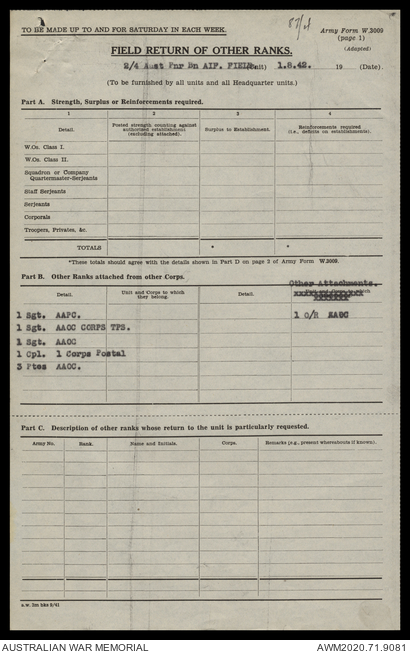 TO BE MADE UP TO AND FOR SATURDAY IN EACH WEEK.
Army Form W.3009
(page 1)
(Adapted)
FIELD RETURN OF OTHER RANKS.
2/4 Aust Pnr Bn AIF. FIELD (Unit) 1.8.42. 19 (Date).
(To be furnished by all units and all Headquarter units.)
Part A. Strength, Surplus or Reinforcements required.
1 2 3 4
Detail. Posted strength counting against authorized establishment (excluding attached). Surplus to Establishment. Reinforcements required (i.e., deficits on establishments).
W.Os. Class I.
W.Os. Class II.
Squadron or Company
Quartermaster-Serjeants
Staff Serjeants
Serjeants
Corporals
Troopers, Privates, &c.
TOTALS * *
*These totals should agree with the details shown in Part D on page 2 of Army Form W.3009.
Part B. Other Ranks attached from other Corps.
Other Attachments.
Detail. Unit and Corps to which they belong. Detail.
1 Sgt. AAPC. 1 O/R
1 Sgt. AAOC CORPS TPS.
1 Sgt. AAOC
1 Cpl. 1 Corps Postal
3 Ptes AAOC.
Part C. Description of other ranks whose return to the unit is particularly requested.
Army No. Rank. Name and Initials. Corps. Remarks (e.g., present whereabouts if known).
AUSTRALIAN WAR MEMORIAL
AWM2020.71.9081